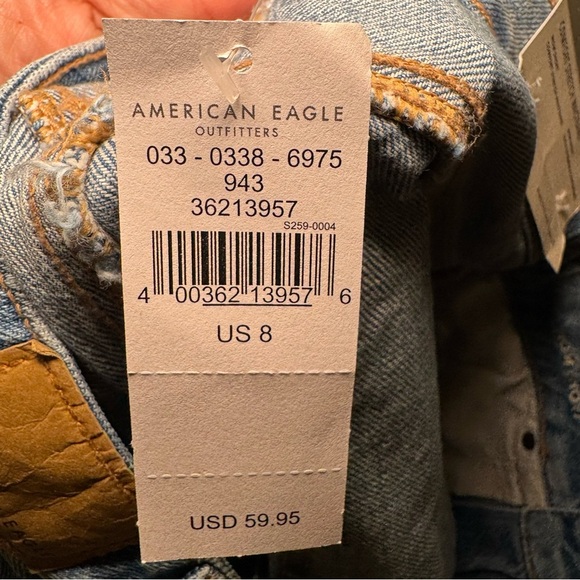 AMERICAN EAGLE
OUTFITTERS
033 - 0338 - 6975
943
36213957
S259-0004
4 00362 13957 6
US 8
USD 59.95